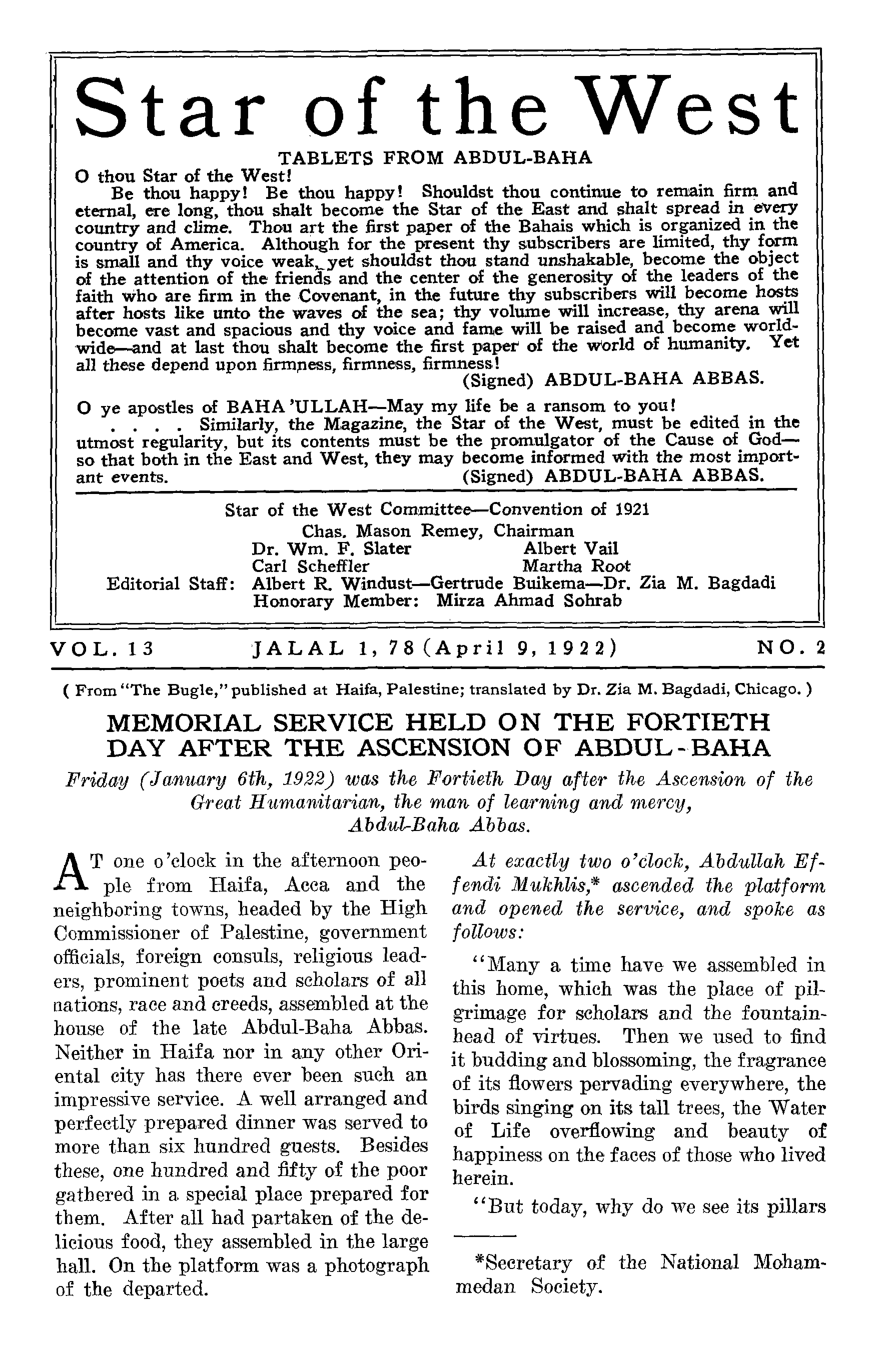 Star of the West
TABLETS FROM ABDUL-BAHA
O thou Star of the West!
Be thou happy! Be thou happy! Shouldst thou continue to remain firm and
eternal, ere long, thou shalt become the Star of the East and shalt spread in every
country and clime. Thou art the first paper of the Bahais which is organized in the
country of America. Although for the present thy subscribers are limited, thy form
is small and thy voice weak, yet shouldst thou stand unshakable, become the object
of the attention of the friends and the center of the generosity of the leaders of the
faith who are firm in the Covenant, in the future thy subscribers will become hosts
after hosts like unto the waves of the sea; thy volume will increase, thy arena will
become vast and spacious and thy voice and fame will be raised and become world-
wide—and at last thou shalt become the first paper of the world of humanity. Yet
all these depend upon firmness, firmness, firmness!
(Signed) ABDUL-BAHA ABBAS.
O ye apostles of BAHA 'ULLAH—May my life be a ransom to you!
. . . . Similarly, the Magazine, the Star of the West, must be edited in the
utmost regularity, but its contents must be the promulgator of the Cause of God—
so that both in the East and West, they may become informed with the most import-
ant events. (Signed) ABDUL-BAHA ABBAS.
Star of the West Committee—Convention of 1921
Chas. Mason Remey, Chairman
Dr. Wm. F. Slater Albert Vail
Carl Scheffler Martha Root
Editorial Staff: Albert R. Windust—Gertrude Buikema—Dr. Zia M. Bagdadi
Honorary Member: Mirza Ahmad Sohrab
VOL. 13 JALAL 1, 78 (April 9, 1922) NO. 2
( From "The Bugle," published at Haifa, Palestine; translated by Dr. Zia M. Bagdadi, Chicago. )
MEMORIAL SERVICE HELD ON THE FORTIETH
DAY AFTER THE ASCENSION OF ABDUL-BAHA
Friday (January 6th, 1922) was the Fortieth Day after the Ascension of the
Great Humanitarian, the man of learning and mercy,
Abdul-Baha Abbas.
AT one o'clock in the afternoon peo-
ple from Haifa, Acca and the
neighboring towns, headed by the High
Commissioner of Palestine, government
officials, foreign consuls, religious lead-
ers, prominent poets and scholars of all
nations, race and creeds, assembled at the
house of the late Abdul-Baha Abbas.
Neither in Haifa nor in any other Ori-
ental city has there ever been such an
impressive service. A well arranged and
perfectly prepared dinner was served to
more than six hundred guests. Besides
these, one hundred and fifty of the poor
gathered in a special place prepared for
them. After all had partaken of the de-
licious food, they assembled in the large
hall. On the platform was a photograph
of the departed.
At exactly two o'clock, Abdullah Ef-
fendi Mukhlis,* ascended the platform
and opened the service, and spoke as
follows:
"Many a time have we assembled in
this home, which was the place of pil-
grimage for scholars and the fountain-
head of virtues. Then we used to find
it budding and blossoming, the fragrance
of its flowers pervading everywhere, the
birds singing on its tall trees, the Water
of Life overflowing and beauty of
happiness on the faces of those who lived
herein.
"But today, why do we see its pillars
*Secretary of the National Moham-
medan Society.